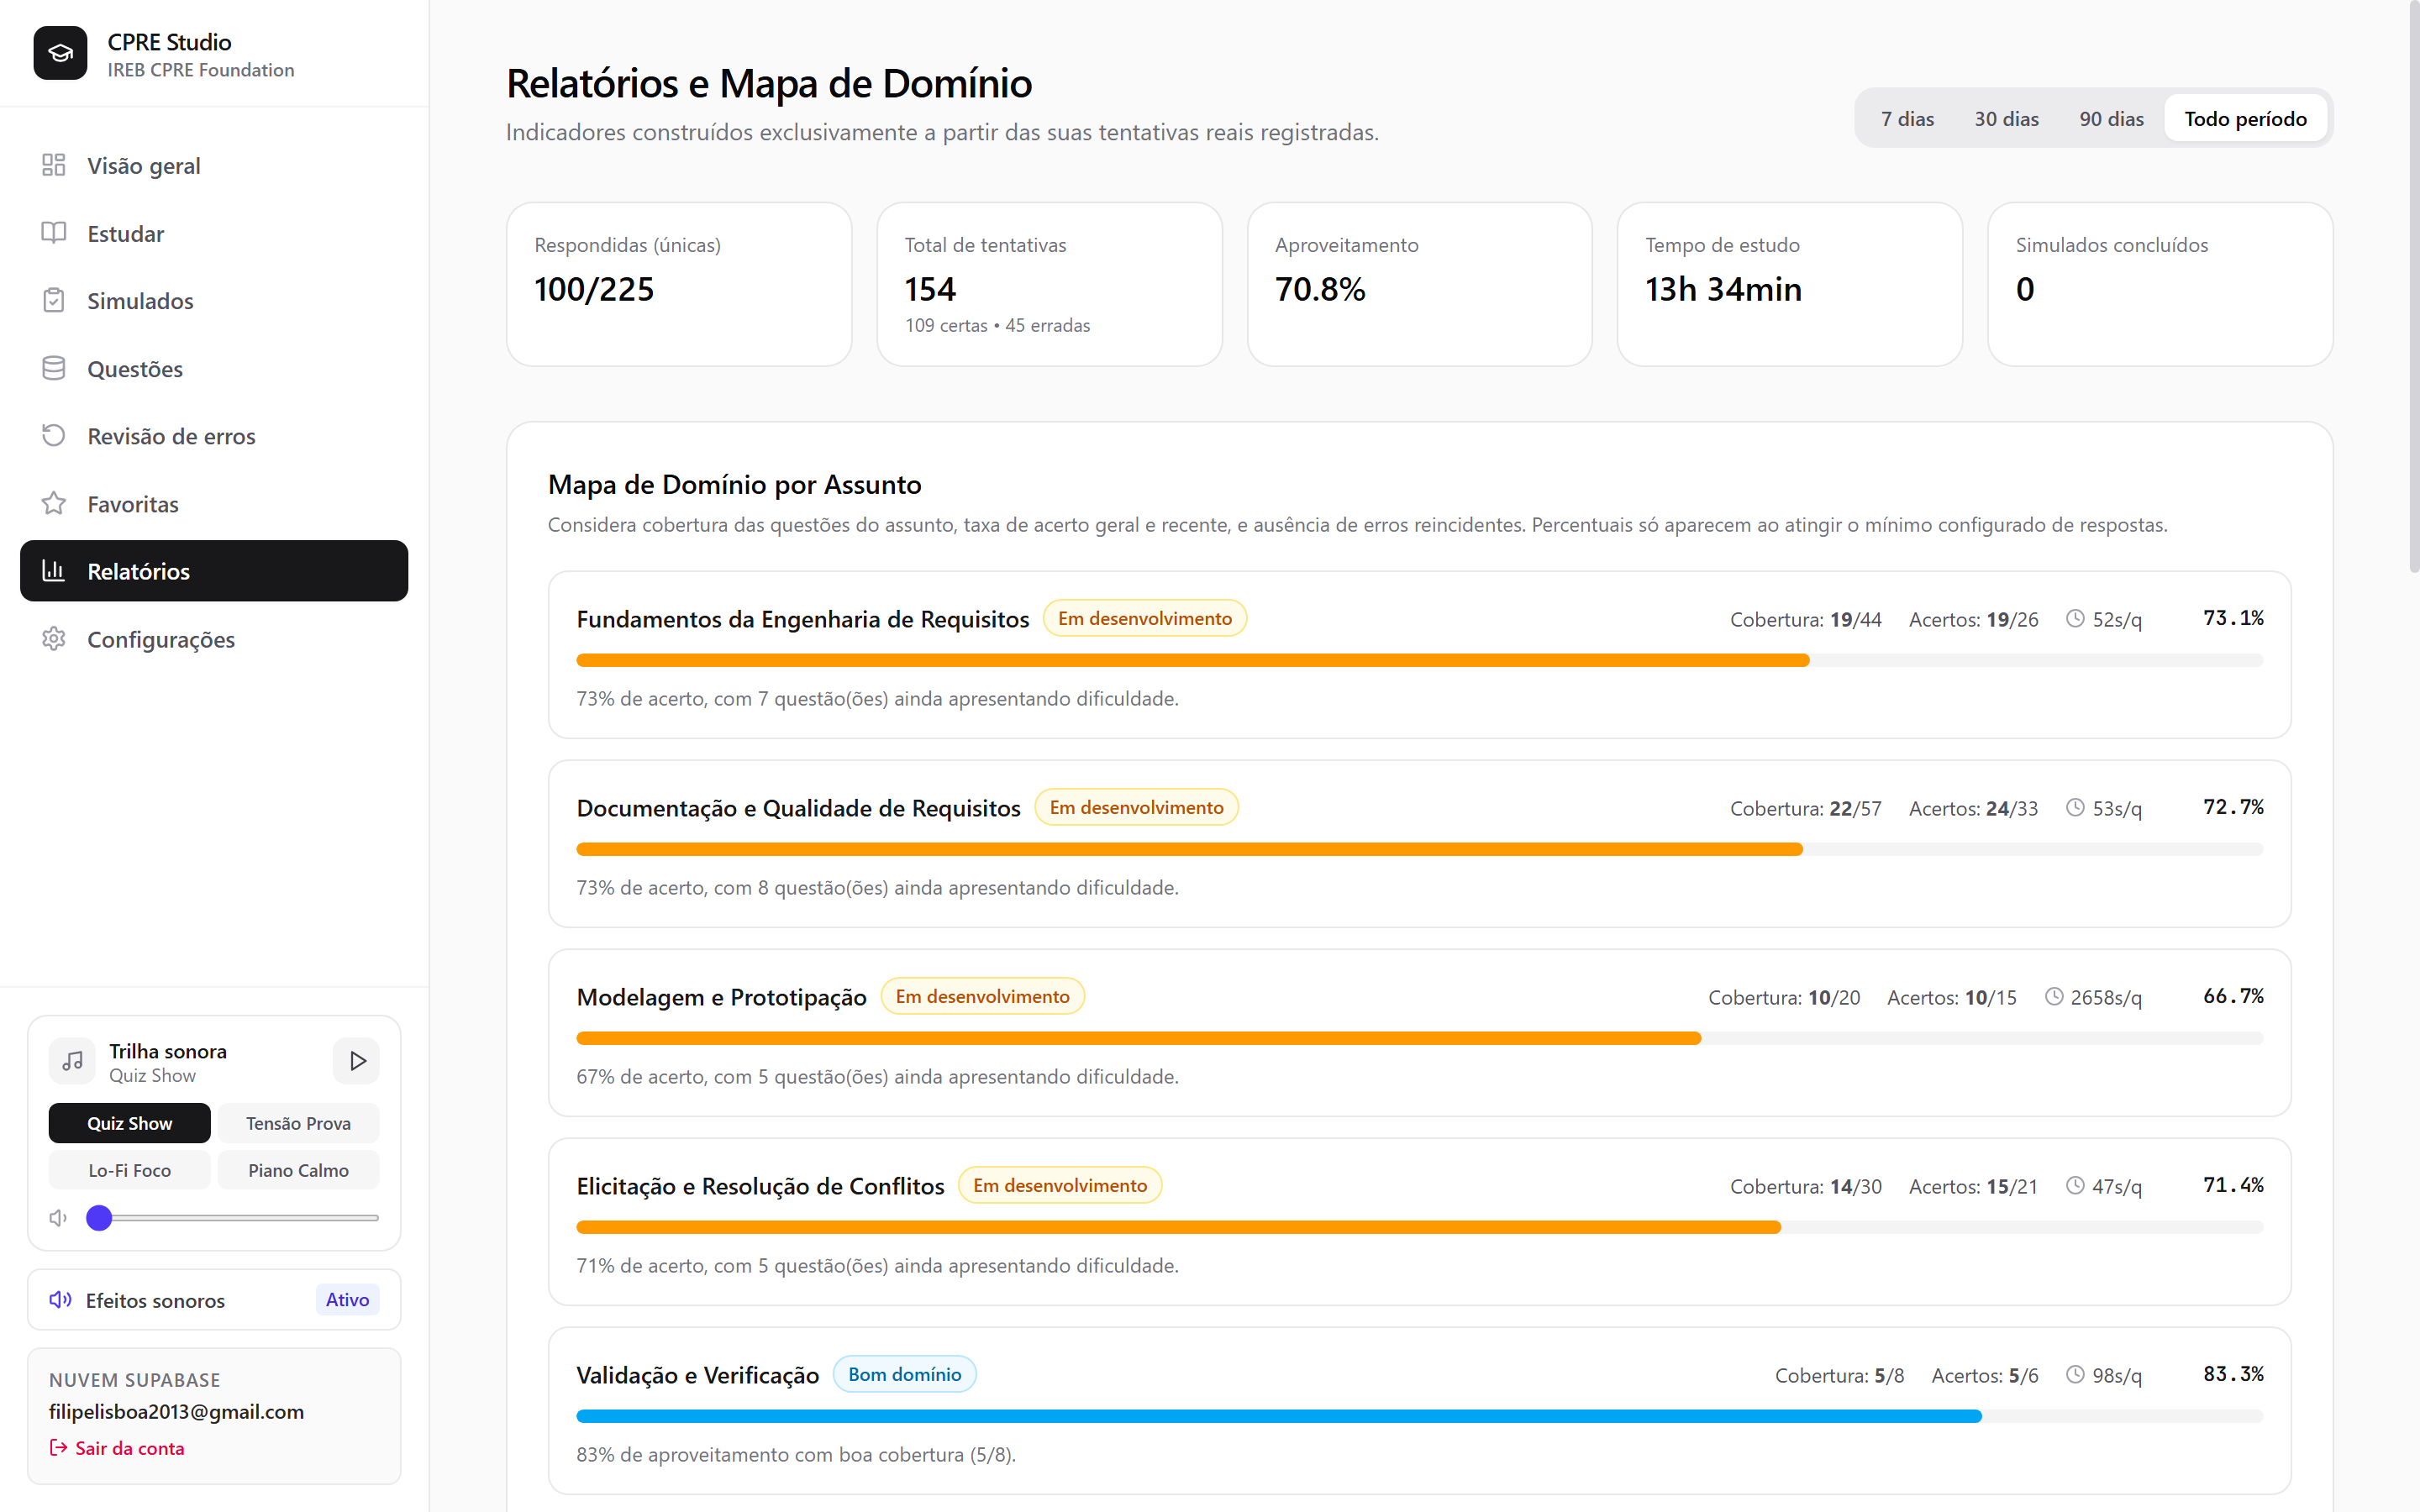 CPRE Studio
IREB CPRE Foundation
Visão geral
Estudar
Simulados
Questões
Revisão de erros
Favoritas
Relatórios
Configurações
Trilha sonora
Quiz Show
Quiz Show
Tensão Prova
Lo-Fi Foco
Piano Calmo
Efeitos sonoros
Ativo
NUVEM SUPABASE
filipelisboa2013@gmail.com
Sair da conta
Relatórios e Mapa de Domínio
Indicadores construídos exclusivamente a partir das suas tentativas reais registradas.
7 dias
30 dias
90 dias
Todo período
Respondidas (únicas)
100/225
Total de tentativas
154
109 certas • 45 erradas
Aproveitamento
70.8%
Tempo de estudo
13h 34min
Simulados concluídos
0
Mapa de Domínio por Assunto
Considera cobertura das questões do assunto, taxa de acerto geral e recente, e ausência de erros reincidentes. Percentuais só aparecem ao atingir o mínimo configurado de respostas.
Fundamentos da Engenharia de Requisitos Em desenvolvimento Cobertura: 19/44 Acertos: 19/26 52s/q 73.1%
73% de acerto, com 7 questão(ões) ainda apresentando dificuldade.
Documentação e Qualidade de Requisitos Em desenvolvimento Cobertura: 22/57 Acertos: 24/33 53s/q 72.7%
73% de acerto, com 8 questão(ões) ainda apresentando dificuldade.
Modelagem e Prototipação Em desenvolvimento Cobertura: 10/20 Acertos: 10/15 2658s/q 66.7%
67% de acerto, com 5 questão(ões) ainda apresentando dificuldade.
Elicitação e Resolução de Conflitos Em desenvolvimento Cobertura: 14/30 Acertos: 15/21 47s/q 71.4%
71% de acerto, com 5 questão(ões) ainda apresentando dificuldade.
Validação e Verificação Bom domínio Cobertura: 5/8 Acertos: 5/6 98s/q 83.3%
83% de aproveitamento com boa cobertura (5/8).